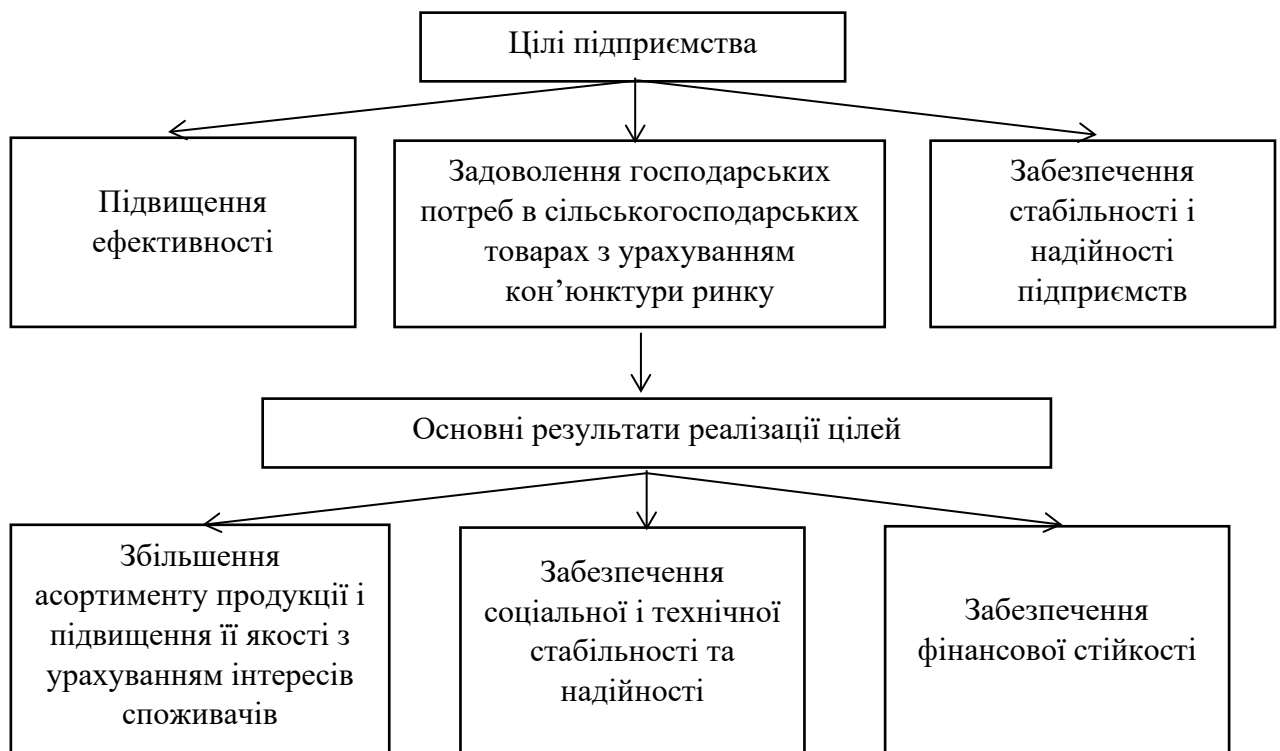 Цілі підприємства
Підвищення
ефективності
Задоволення господарських
потреб в сільськогосподарських
товарах з урахуванням
кон’юнктури ринку
Забезпечення
стабільності і
надійності
підприємств
Основні результати реалізації цілей
Збільшення
асортименту продукції і
підвищення її якості з
урахуванням інтересів
споживачів
Забезпечення
соціальної і технічної
стабільності та
надійності
Забезпечення
фінансової стійкості